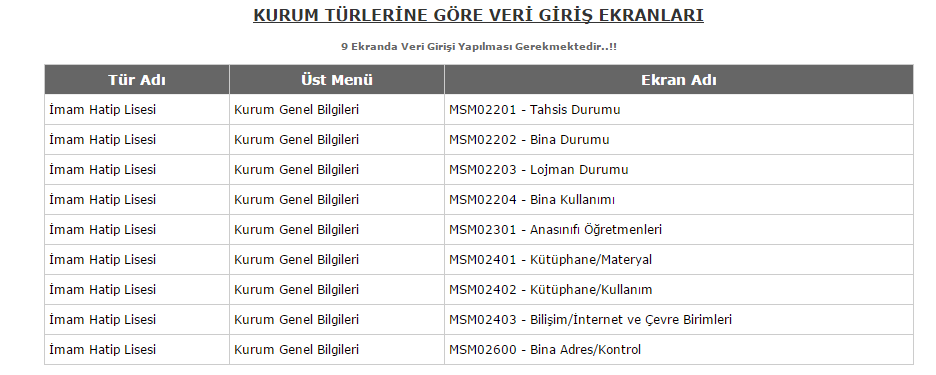 KURUM TÜRLERİNE GÖRE VERİ GİRİŞ EKRANLARI
9 Ekranda Veri Girişi Yapılması Gerekmektedir..!!
Tür Adı Üst Menü Ekran Adı
İmam Hatip Lisesi Kurum Genel Bilgileri MSM02201 - Tahsis Durumu
İmam Hatip Lisesi Kurum Genel Bilgileri MSM02202 - Bina Durumu
İmam Hatip Lisesi Kurum Genel Bilgileri MSM02203 - Lojman Durumu
İmam Hatip Lisesi Kurum Genel Bilgileri MSM02204 - Bina Kullanımı
İmam Hatip Lisesi Kurum Genel Bilgileri MSM02301 - Anasınıfı Öğretmenleri
İmam Hatip Lisesi Kurum Genel Bilgileri MSM02401 - Kütüphane/Materyal
İmam Hatip Lisesi Kurum Genel Bilgileri MSM02402 - Kütüphane/Kullanım
İmam Hatip Lisesi Kurum Genel Bilgileri MSM02403 - Bilişim/İnternet ve Çevre Birimleri
İmam Hatip Lisesi Kurum Genel Bilgileri MSM02600 - Bina Adres/Kontrol